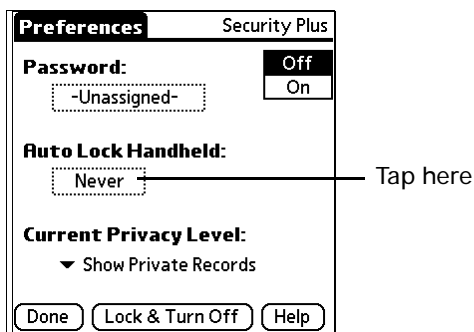 Preferences Security Plus
Password: Off
-Unassigned- On
Auto Lock Handheld:
Never Tap here
Current Privacy Level:
Show Private Records
Done Lock & Turn Off Help